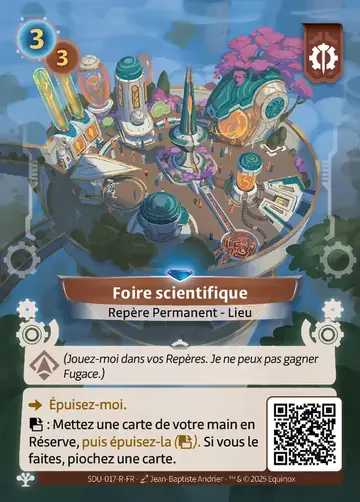 3
3
Foire scientifique
Repère Permanent - Lieu
(Jouez-moi dans vos Repères. Je ne peux pas gagner
Fugace.)
Épuisez-moi.
: Mettez une carte de votre main en
Réserve, puis épuisez-la (). Si vous le
faites, piochez une carte.
SDU-017-R-FR - Jean-Baptiste Andrier - ™ & © 2025 Equinox